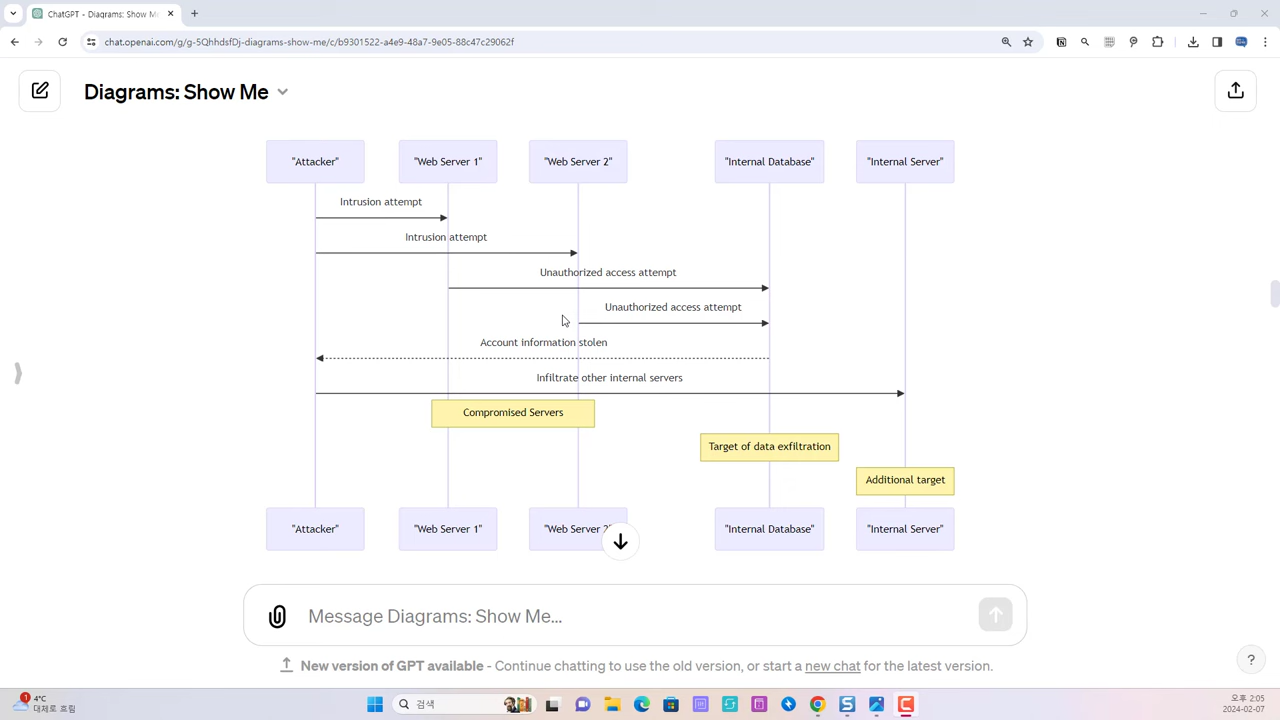 ChatGPT - Diagrams: Show Me
chat.openai.com/g/g-5QhhdsfDj-diagrams-show-me/c/b9301522-a4e9-48a7-9e05-88c47c29062f
Diagrams: Show Me
"Attacker" "Web Server 1" "Web Server 2" "Internal Database" "Internal Server"
Intrusion attempt
Intrusion attempt
Unauthorized access attempt
Unauthorized access attempt
Account information stolen
Infiltrate other internal servers
Compromised Servers
Target of data exfiltration
Additional target
"Attacker" "Web Server 1" "Web Server 2" "Internal Database" "Internal Server"
Message Diagrams: Show Me...
New version of GPT available - Continue chatting to use the old version, or start a new chat for the latest version.
?
1
4°C
대체로 흐림
검색
오후 2:05
2024-02-07